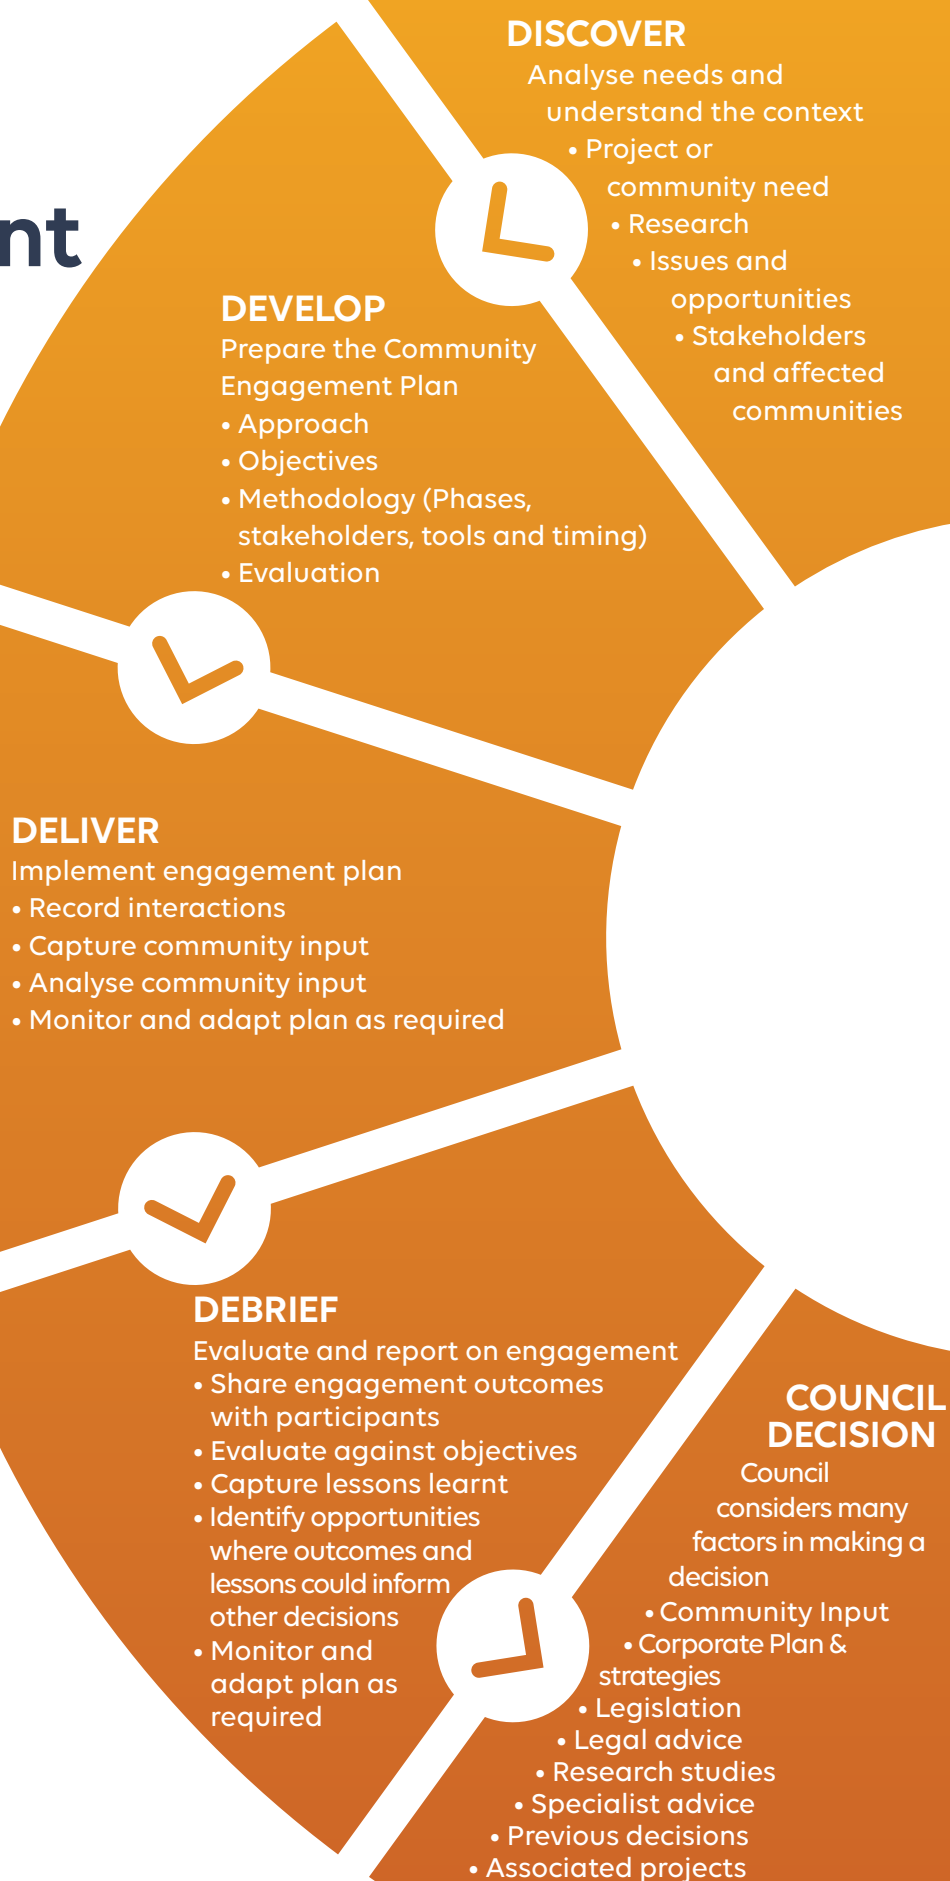 nt
DISCOVER
Analyse needs and
understand the context
• Project or
community need
• Research
• Issues and
opportunities
• Stakeholders
and affected
communities
DEVELOP
Prepare the Community
Engagement Plan
• Approach
• Objectives
• Methodology (Phases,
stakeholders, tools and timing)
• Evaluation
DELIVER
Implement engagement plan
• Record interactions
• Capture community input
• Analyse community input
• Monitor and adapt plan as required
DEBRIEF
Evaluate and report on engagement
• Share engagement outcomes
with participants
• Evaluate against objectives
• Capture lessons learnt
• Identify opportunities
where outcomes and
lessons could inform
other decisions
• Monitor and
adapt plan as
required
COUNCIL
DECISION
Council
considers many
factors in making a
decision
• Community Input
• Corporate Plan &
strategies
• Legislation
• Legal advice
• Research studies
• Specialist advice
• Previous decisions
• Associated projects